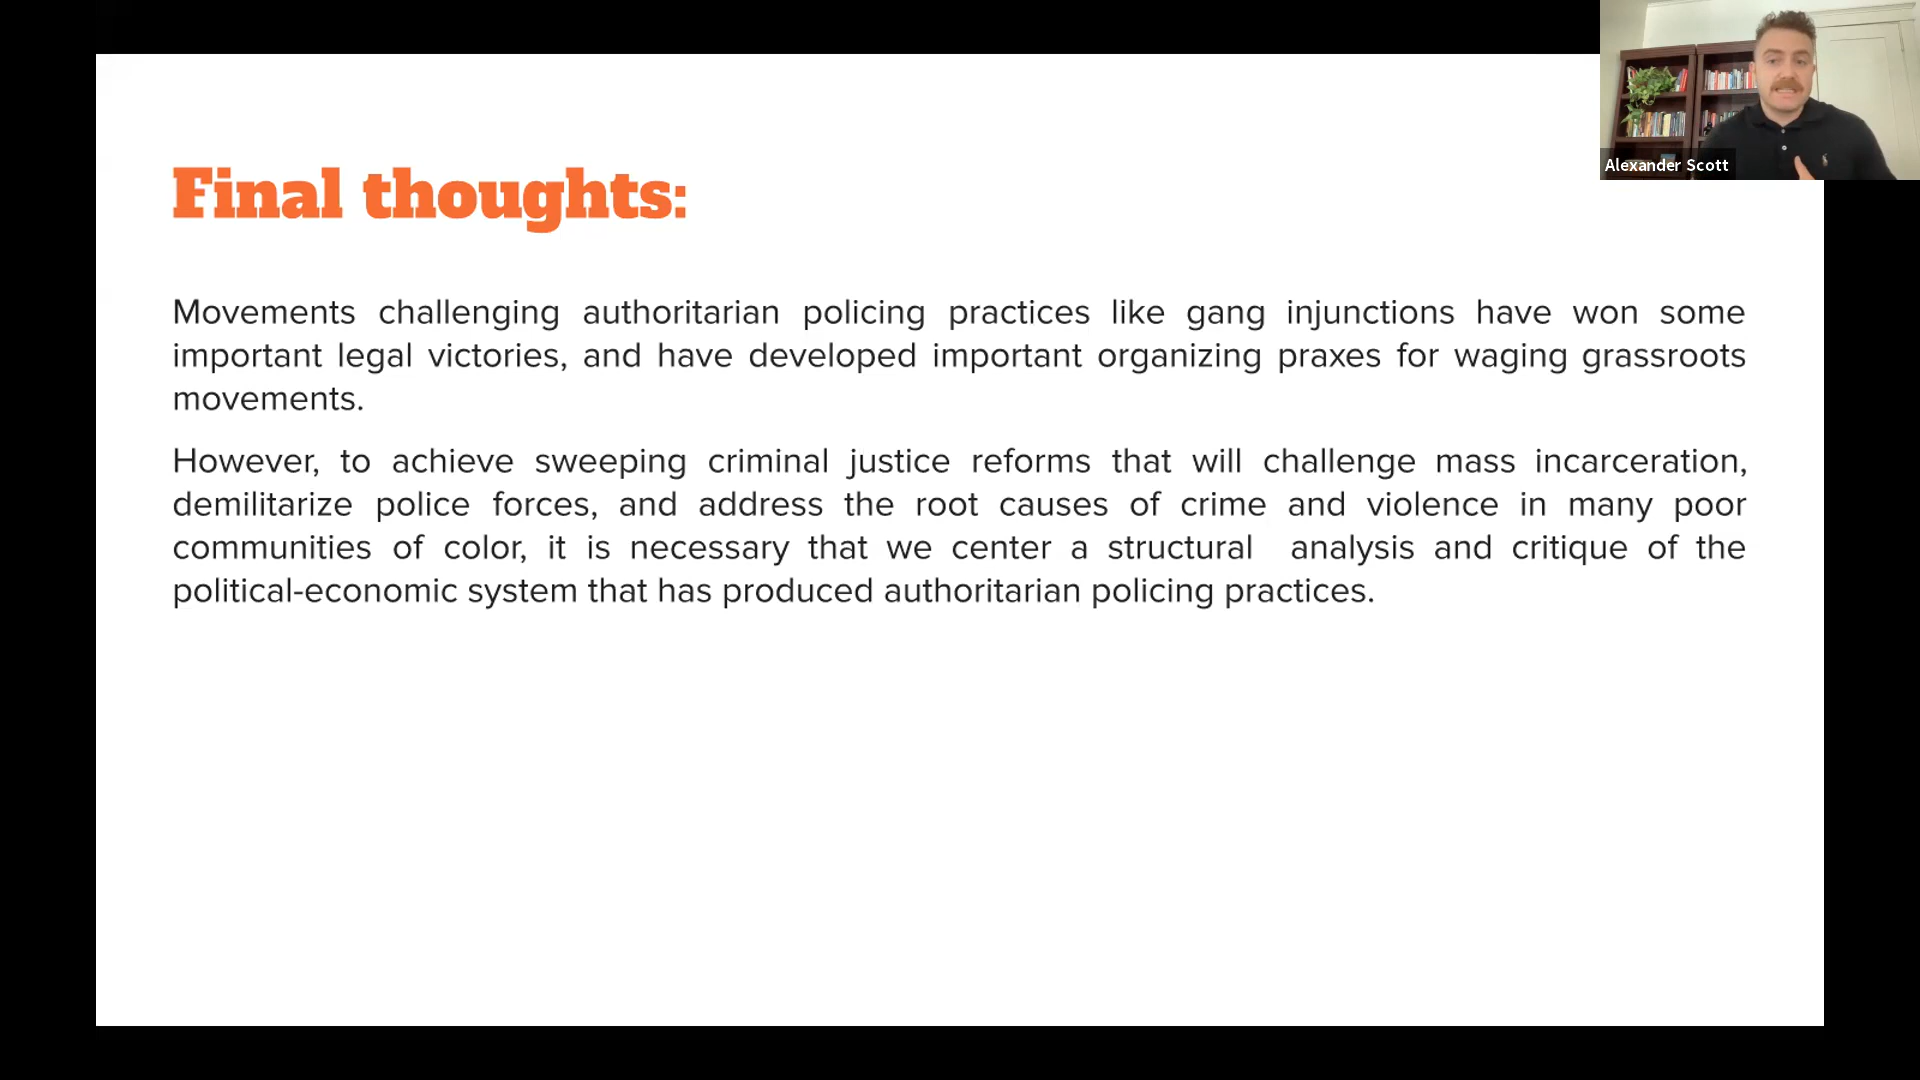 Alexander Scott
Final thoughts:
Movements challenging authoritarian policing practices like gang injunctions have won some
important legal victories, and have developed important organizing praxes for waging grassroots
movements.
However, to achieve sweeping criminal justice reforms that will challenge mass incarceration,
demilitarize police forces, and address the root causes of crime and violence in many poor
communities of color, it is necessary that we center a structural analysis and critique of the
political-economic system that has produced authoritarian policing practices.